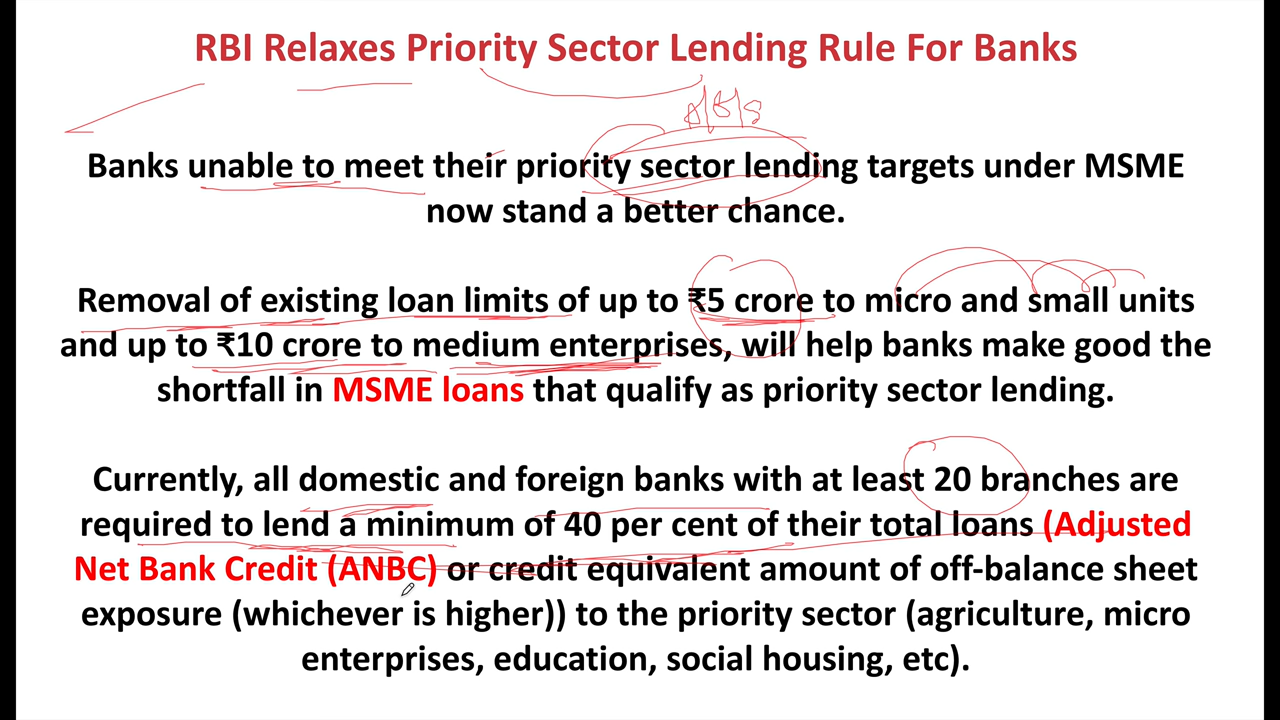 RBI Relaxes Priority Sector Lending Rule For Banks
A/B/S
Banks unable to meet their priority sector lending targets under MSME
now stand a better chance.
Removal of existing loan limits of up to ₹5 crore to micro and small units
and up to ₹10 crore to medium enterprises, will help banks make good the
shortfall in MSME loans that qualify as priority sector lending.
Currently, all domestic and foreign banks with at least 20 branches are
required to lend a minimum of 40 per cent of their total loans (Adjusted
Net Bank Credit (ANBC) or credit equivalent amount of off-balance sheet
exposure (whichever is higher)) to the priority sector (agriculture, micro
enterprises, education, social housing, etc).